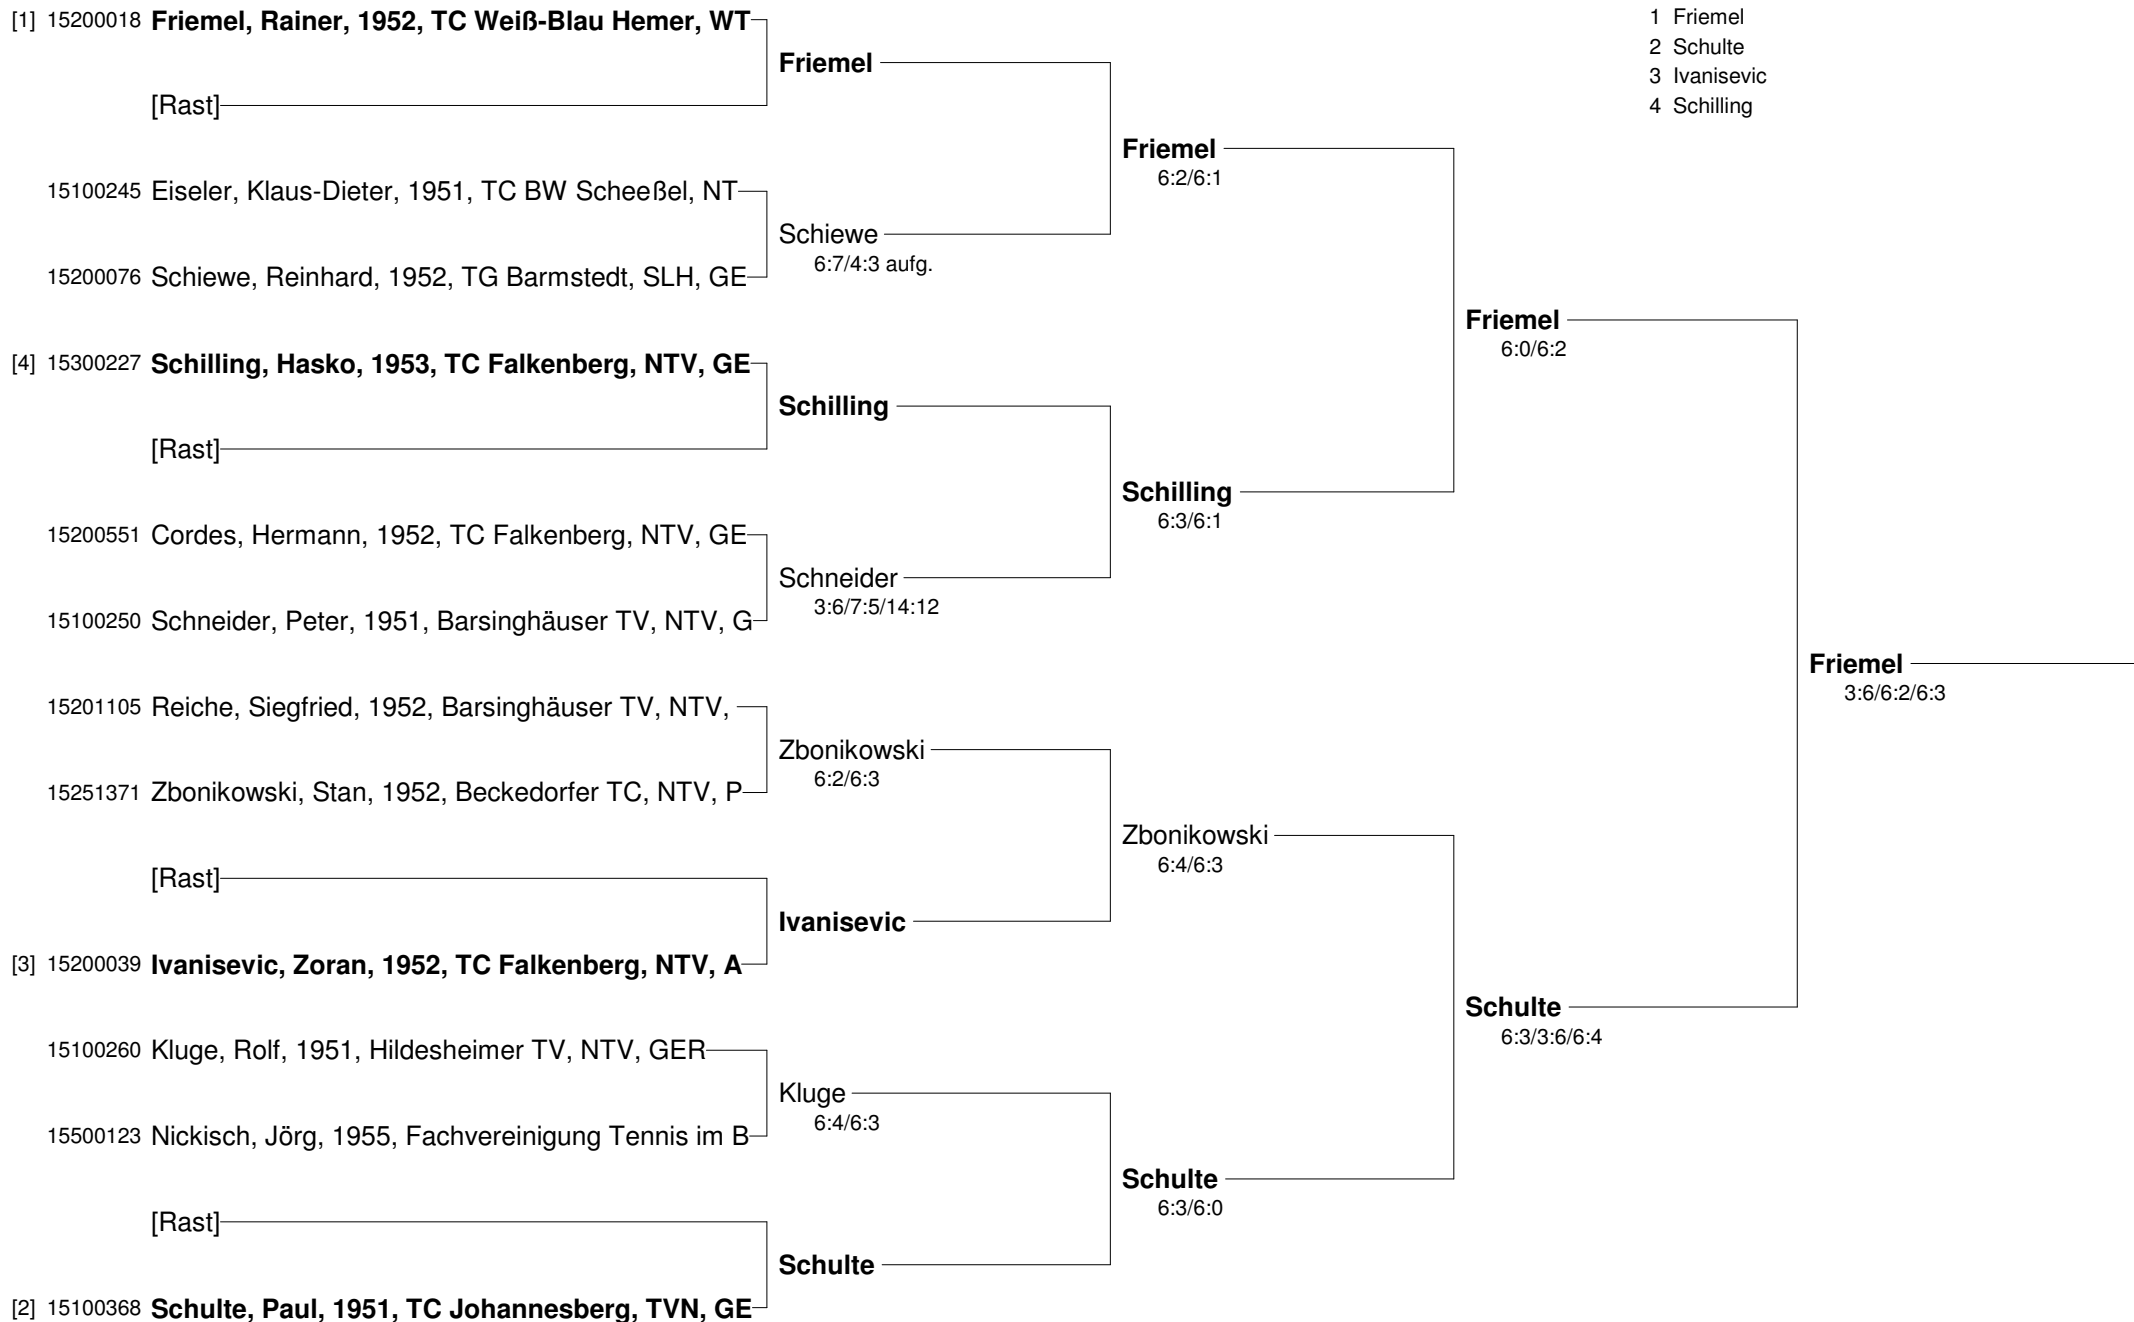 [1] 15200018 Friemel, Rainer, 1952, TC Weiß-Blau Hemer, WT
[Rast]
15100245 Eiseler, Klaus-Dieter, 1951, TC BW Scheeßel, NT
15200076 Schiewe, Reinhard, 1952, TG Barmstedt, SLH, GE
[4] 15300227 Schilling, Hasko, 1953, TC Falkenberg, NTV, GE
[Rast]
15200551 Cordes, Hermann, 1952, TC Falkenberg, NTV, GE
15100250 Schneider, Peter, 1951, Barsinghäuser TV, NTV, G
15201105 Reiche, Siegfried, 1952, Barsinghäuser TV, NTV,
15251371 Zbonikowski, Stan, 1952, Beckedorfer TC, NTV, P
[Rast]
[3] 15200039 Ivanisevic, Zoran, 1952, TC Falkenberg, NTV, A
15100260 Kluge, Rolf, 1951, Hildesheimer TV, NTV, GER
15500123 Nickisch, Jörg, 1955, Fachvereinigung Tennis im B
[Rast]
[2] 15100368 Schulte, Paul, 1951, TC Johannesberg, TVN, GE
Friemel
Schiewe
6:7/4:3 aufg.
Schilling
Schneider
3:6/7:5/14:12
Zbonikowski
6:2/6:3
Ivanisevic
Kluge
6:4/6:3
Schulte
Friemel
6:2/6:1
Schilling
6:3/6:1
Zbonikowski
6:4/6:3
Schulte
6:3/6:0
Friemel
6:0/6:2
Schulte
6:3/3:6/6:4
Friemel
3:6/6:2/6:3
1 Friemel
2 Schulte
3 Ivanisevic
4 Schilling